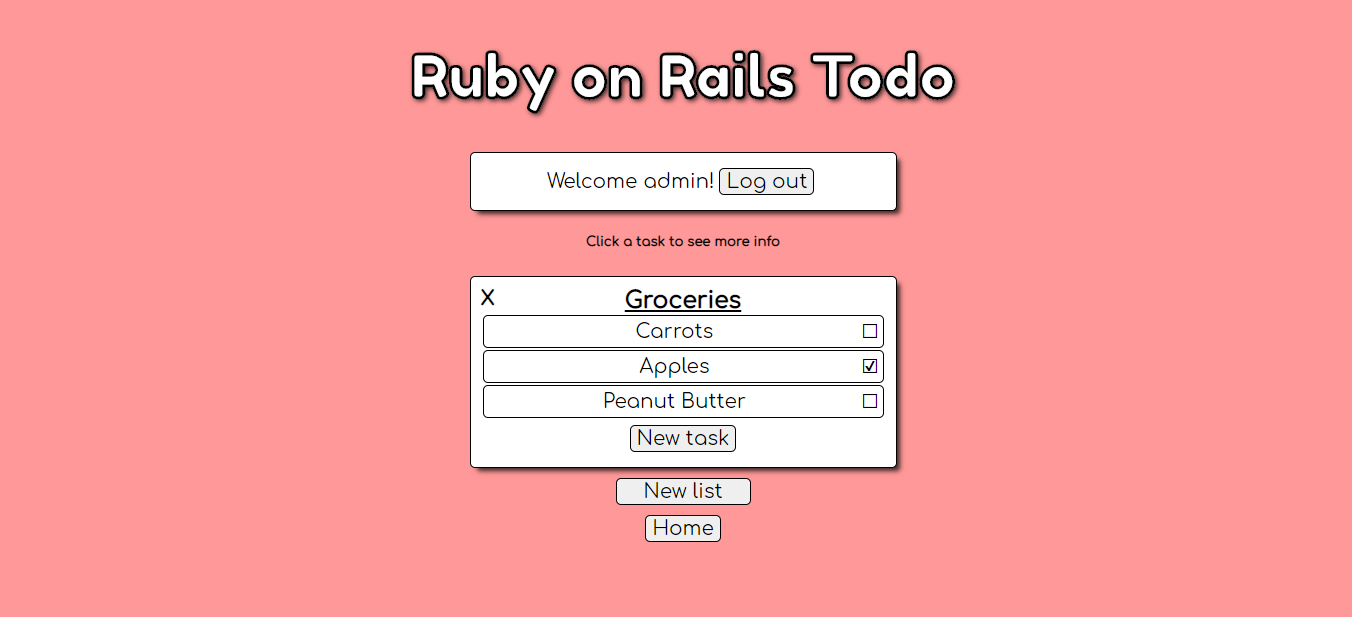 Ruby on Rails Todo
Welcome admin! Log out
Click a task to see more info
X Groceries
Carrots
Apples
Peanut Butter
New task
New list
Home